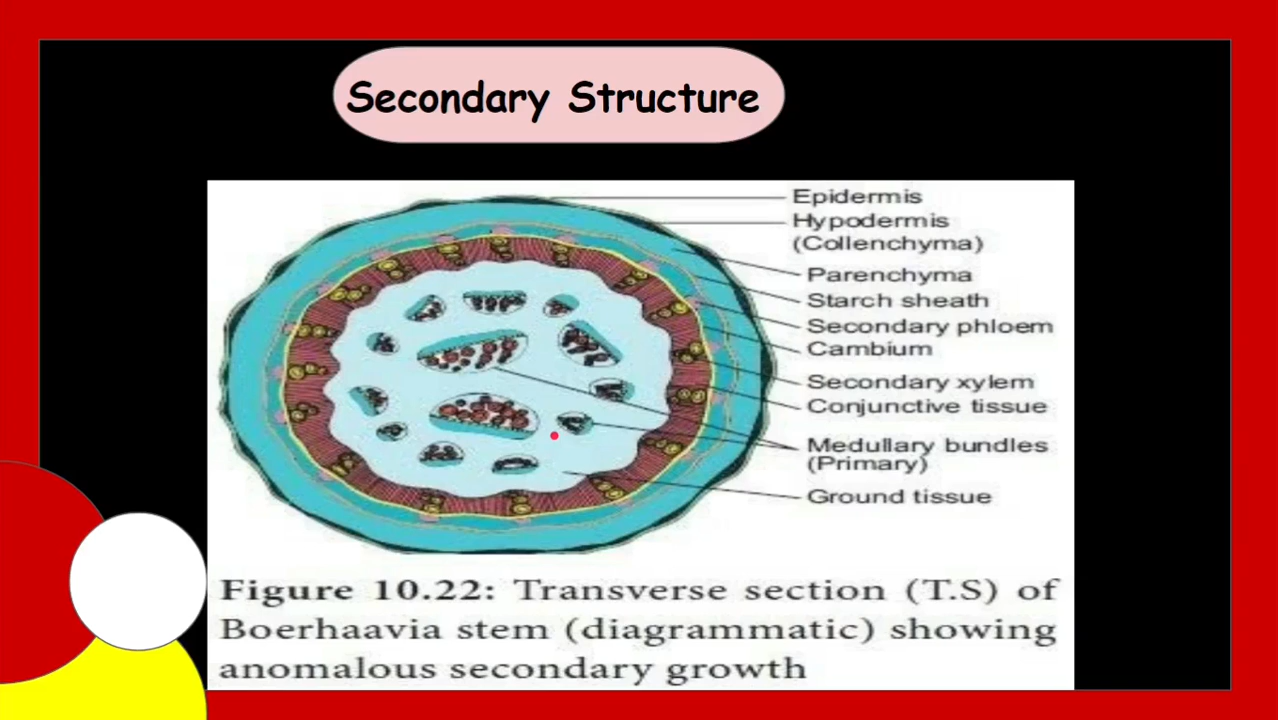 Secondary Structure
Epidermis
Hypodermis
(Collenchyma)
Parenchyma
Starch sheath
Secondary phloem
Cambium
Secondary xylem
Conjunctive tissue
Medullary bundles
(Primary)
Ground tissue
Figure 10.22: Transverse section (T.S) of
Boerhaavia stem (diagrammatic) showing
anomalous secondary growth